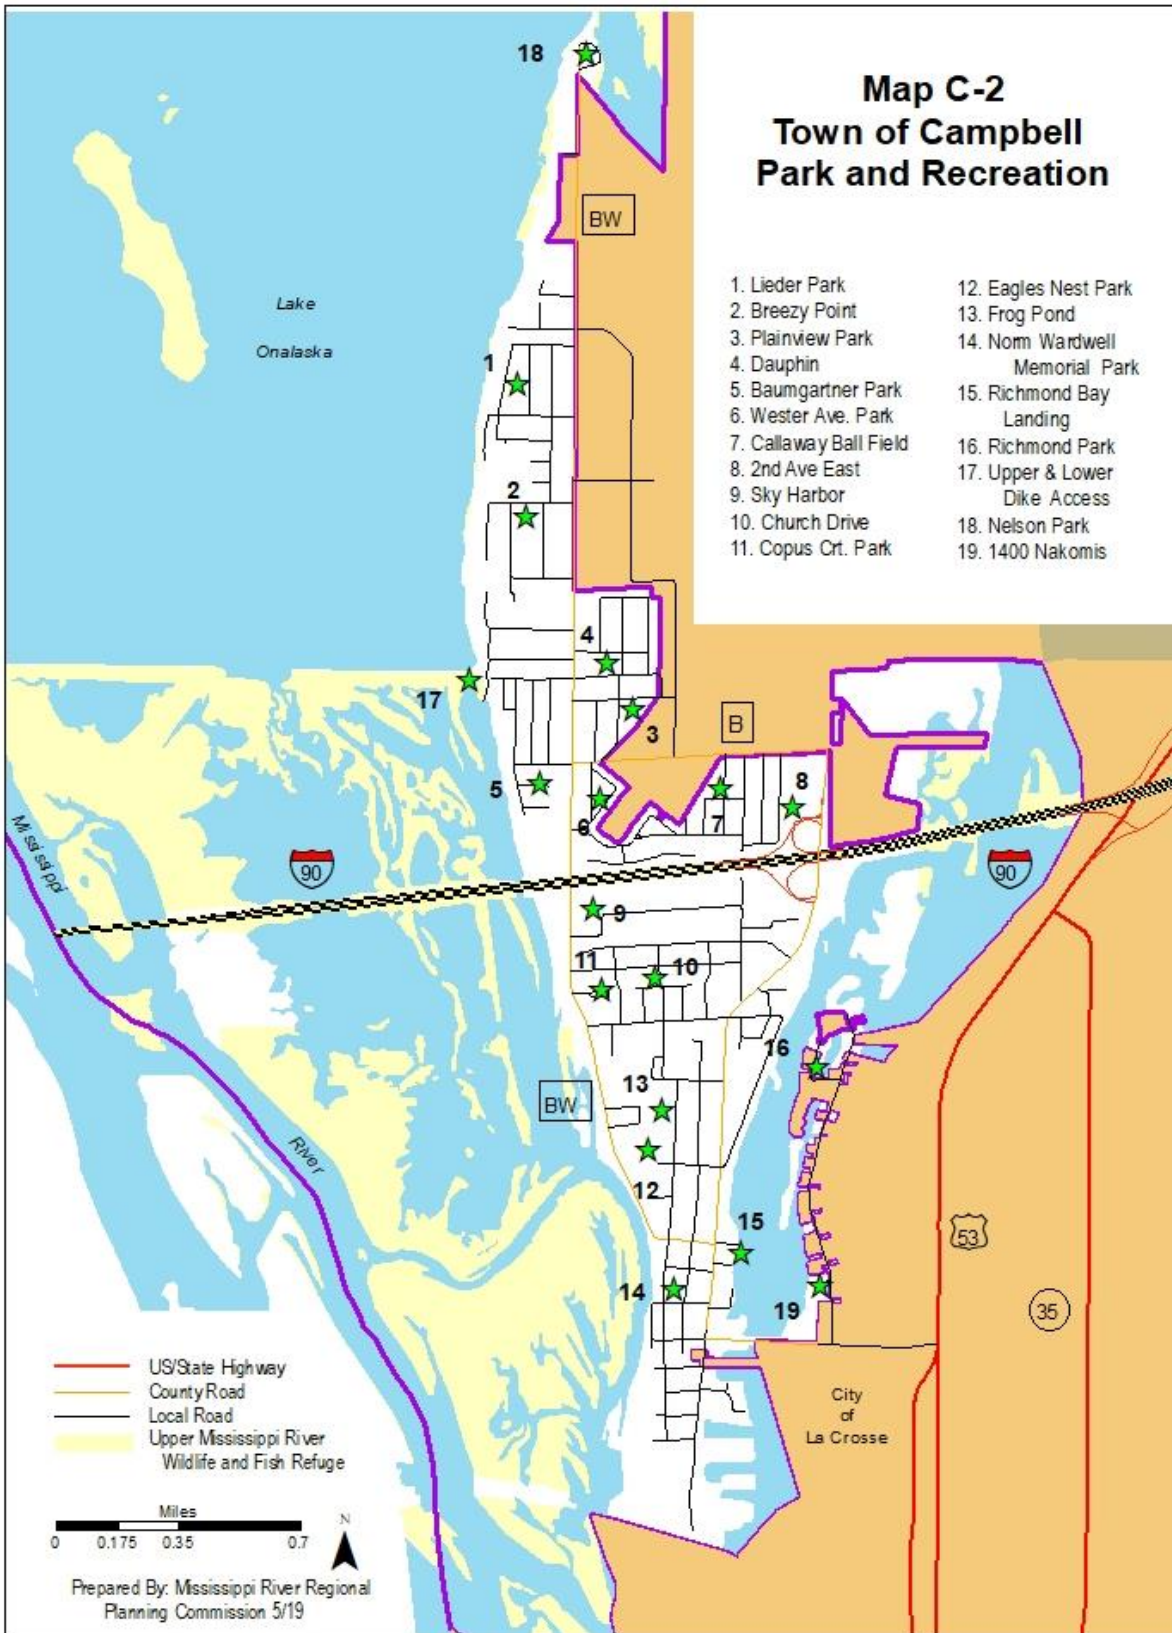 Map C-2
Town of Campbell
Park and Recreation
1. Lieder Park
2. Breezy Point
3. Plainview Park
4. Dauphin
5. Baumgartner Park
6. Wester Ave. Park
7. Callaway Ball Field
8. 2nd Ave East
9. Sky Harbor
10. Church Drive
11. Copus Crt. Park
12. Eagles Nest Park
13. Frog Pond
14. Norm Wardwell
Memorial Park
15. Richmond Bay
Landing
16. Richmond Park
17. Upper & Lower
Dike Access
18. Nelson Park
19. 1400 Nakomis
18
BW
Lake
Onalaska
1
2
4
17
3
B
5
6
7
8
Mississippi
90
90
9
11
10
16
BW
13
River
12
15
53
14
19
35
City
of
La Crosse
US/State Highway
County Road
Local Road
Upper Mississippi River
Wildlife and Fish Refuge
Miles
0 0.175 0.35 0.7
N
Prepared By: Mississippi River Regional
Planning Commission 5/19